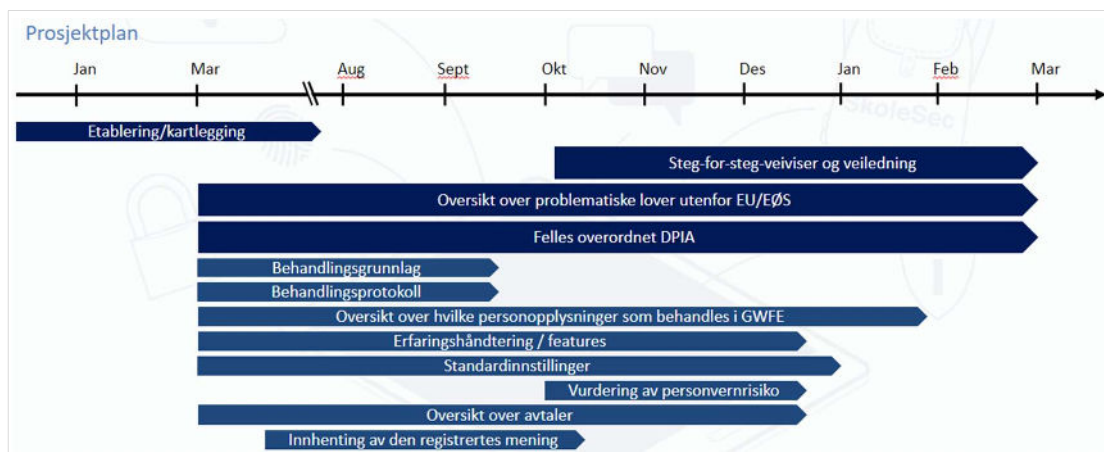 Prosjektplan
Jan Mar Aug Sept Okt Nov Des Jan Feb Mar
SkoleSec
Etablering/kartlegging
Steg-for-steg-veiviser og veiledning
Oversikt over problematiske lover utenfor EU/EØS
Felles overordnet DPIA
Behandlingsgrunnlag
Behandlingsprotokoll
Oversikt over hvilke personopplysninger som behandles i GWFE
Erfaringshåndtering / features
Standardinnstillinger
Vurdering av personvernrisiko
Oversikt over avtaler
Innhenting av den registrertes mening